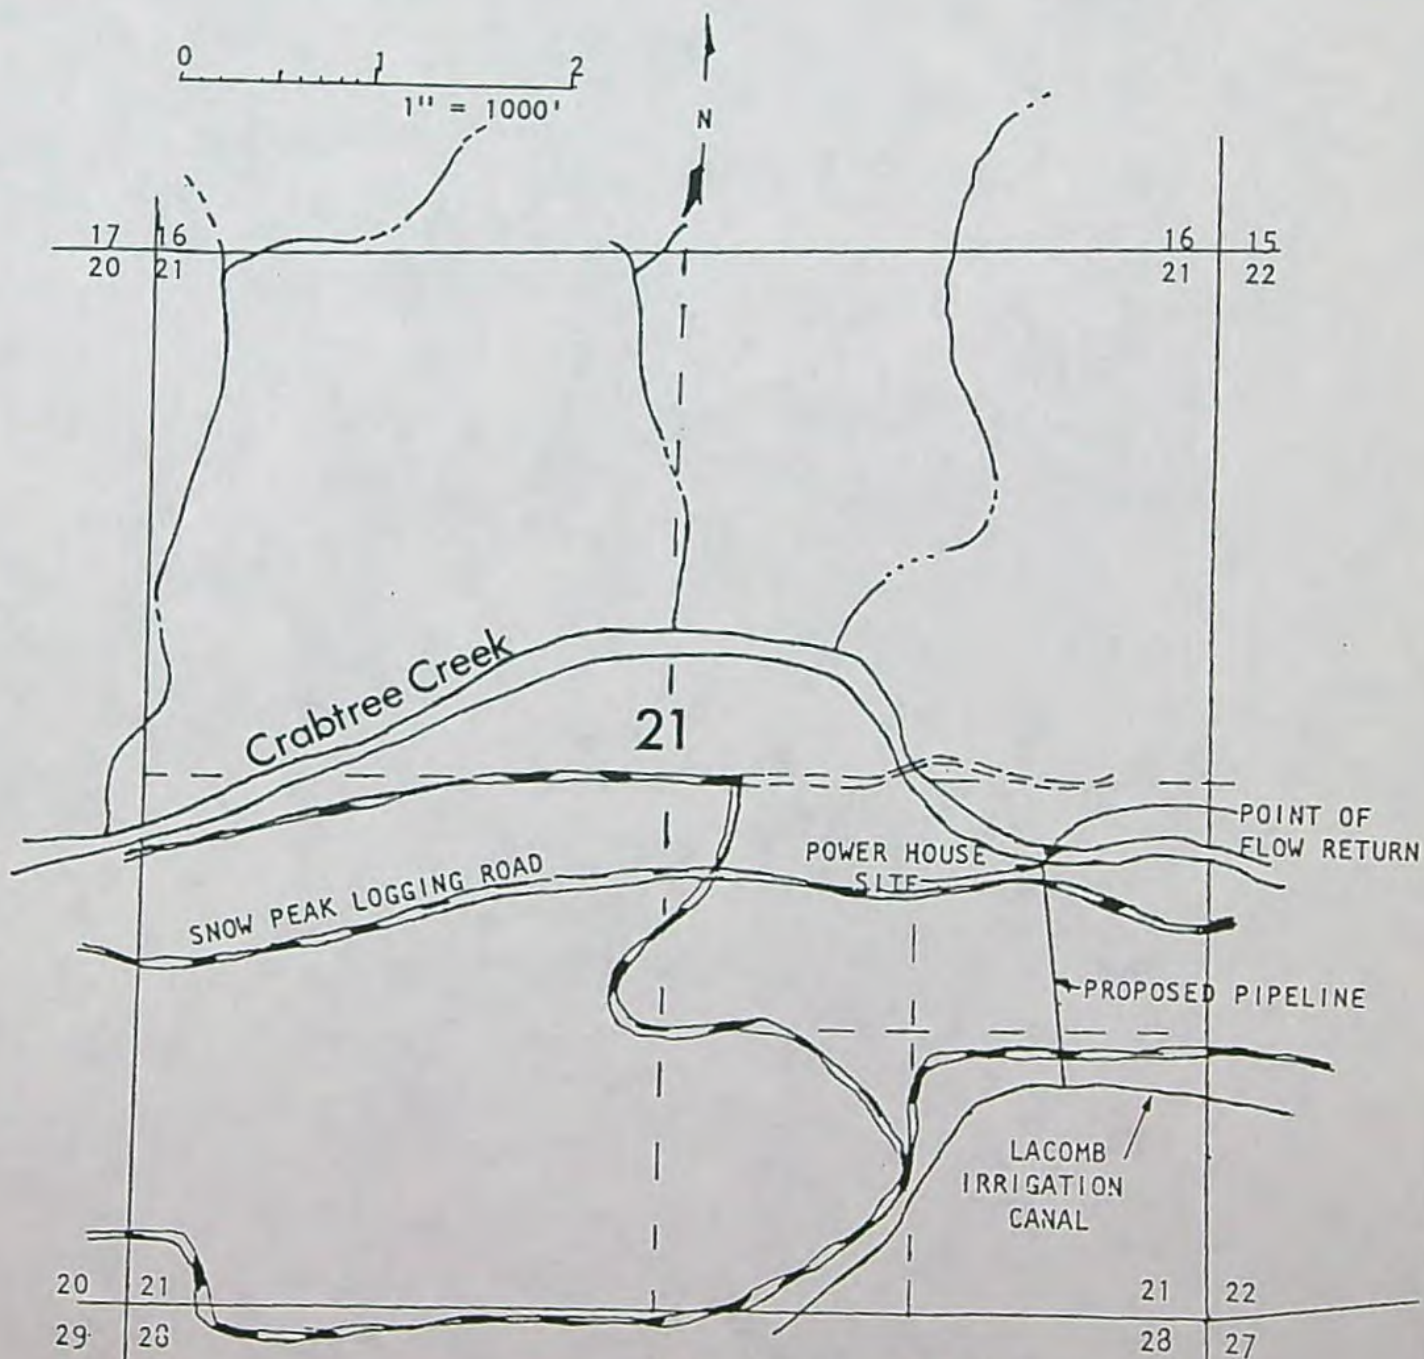 0 1 2
1" = 1000'
N
17 16
20 21
16 15
21 22
Crabtree Creek
21
POINT OF
FLOW RETURN
POWER HOUSE
SITE
SNOW PEAK LOGGING ROAD
PROPOSED PIPELINE
LACOMB
IRRIGATION
CANAL
20 21
29 28
21 22
28 27